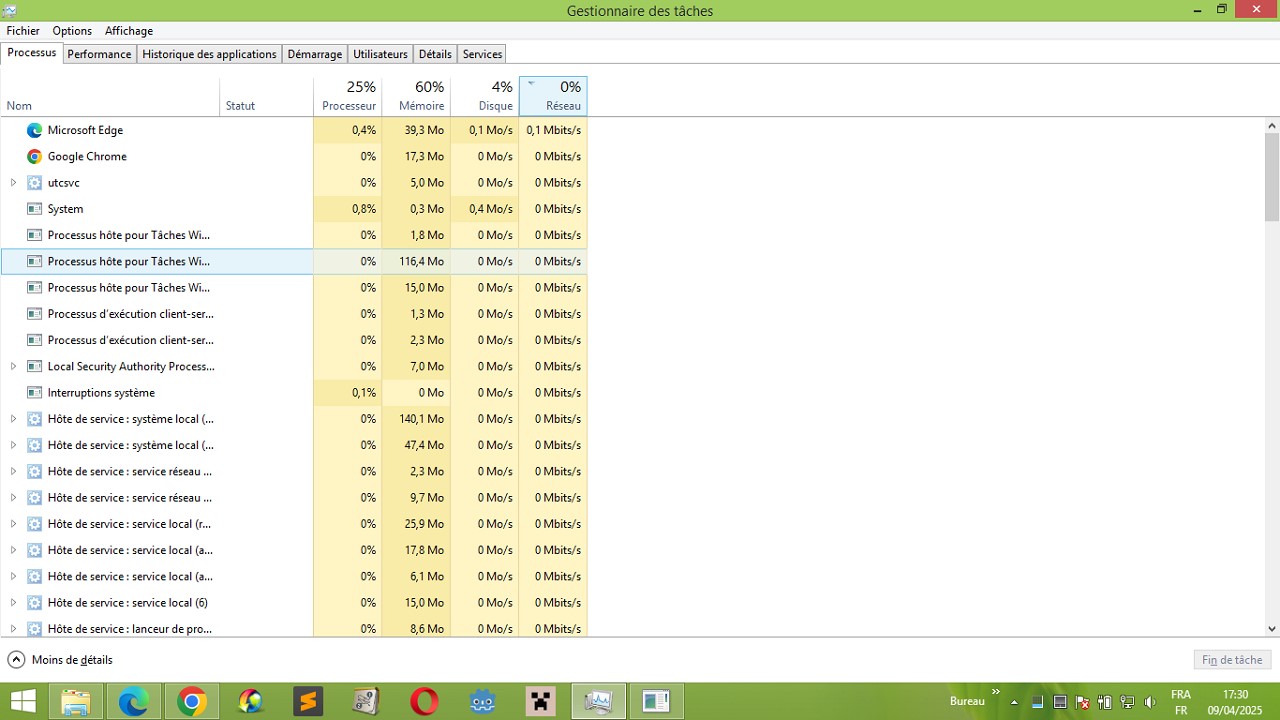 Gestionnaire des tâches
Fichier Options Affichage
Processus Performance Historique des applications Démarrage Utilisateurs Détails Services
25% 60% 4% 0%
Nom Statut Processeur Mémoire Disque Réseau
Microsoft Edge 0,4% 39,3 Mo 0,1 Mo/s 0,1 Mbits/s
Google Chrome 0% 17,3 Mo 0 Mo/s 0 Mbits/s
utcsvc 0% 5,0 Mo 0 Mo/s 0 Mbits/s
System 0,8% 0,3 Mo 0,4 Mo/s 0 Mbits/s
Processus hôte pour Tâches Wi... 0% 1,8 Mo 0 Mo/s 0 Mbits/s
Processus hôte pour Tâches Wi... 0% 116,4 Mo 0 Mo/s 0 Mbits/s
Processus hôte pour Tâches Wi... 0% 15,0 Mo 0 Mo/s 0 Mbits/s
Processus d'exécution client-ser... 0% 1,3 Mo 0 Mo/s 0 Mbits/s
Processus d'exécution client-ser... 0% 2,3 Mo 0 Mo/s 0 Mbits/s
Local Security Authority Process... 0% 7,0 Mo 0 Mo/s 0 Mbits/s
Interruptions système 0,1% 0 Mo 0 Mo/s 0 Mbits/s
Hôte de service : système local (... 0% 140,1 Mo 0 Mo/s 0 Mbits/s
Hôte de service : système local (... 0% 47,4 Mo 0 Mo/s 0 Mbits/s
Hôte de service : service réseau ... 0% 2,3 Mo 0 Mo/s 0 Mbits/s
Hôte de service : service réseau ... 0% 9,7 Mo 0 Mo/s 0 Mbits/s
Hôte de service : service local (r... 0% 25,9 Mo 0 Mo/s 0 Mbits/s
Hôte de service : service local (a... 0% 17,8 Mo 0 Mo/s 0 Mbits/s
Hôte de service : service local (a... 0% 6,1 Mo 0 Mo/s 0 Mbits/s
Hôte de service : service local (6) 0% 15,0 Mo 0 Mo/s 0 Mbits/s
Hôte de service : lanceur de pro... 0% 8,6 Mo 0 Mo/s 0 Mbits/s
Moins de détails Fin de tâche
Bureau » FRA 17:30
FR 09/04/2025